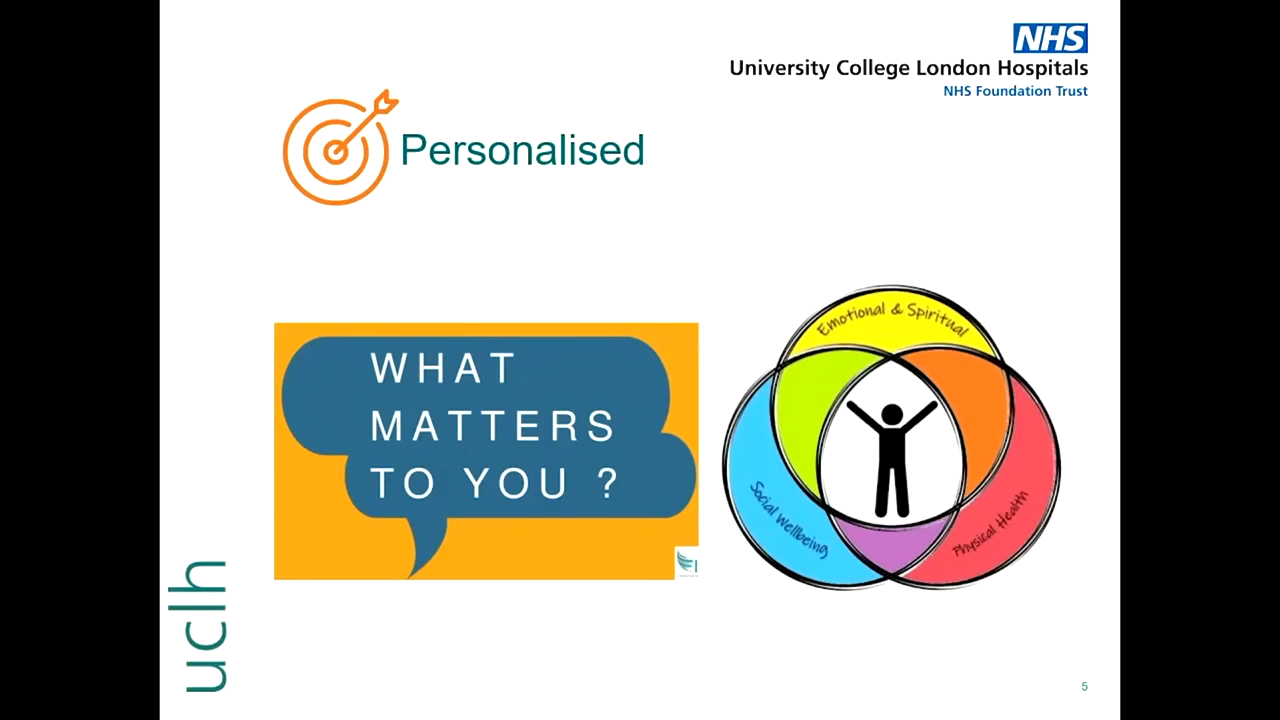 NHS
University College London Hospitals
NHS Foundation Trust
Personalised
WHAT
MATTERS
TO YOU ?
Emotional & Spiritual
Social Wellbeing
Physical Health
uclh
5